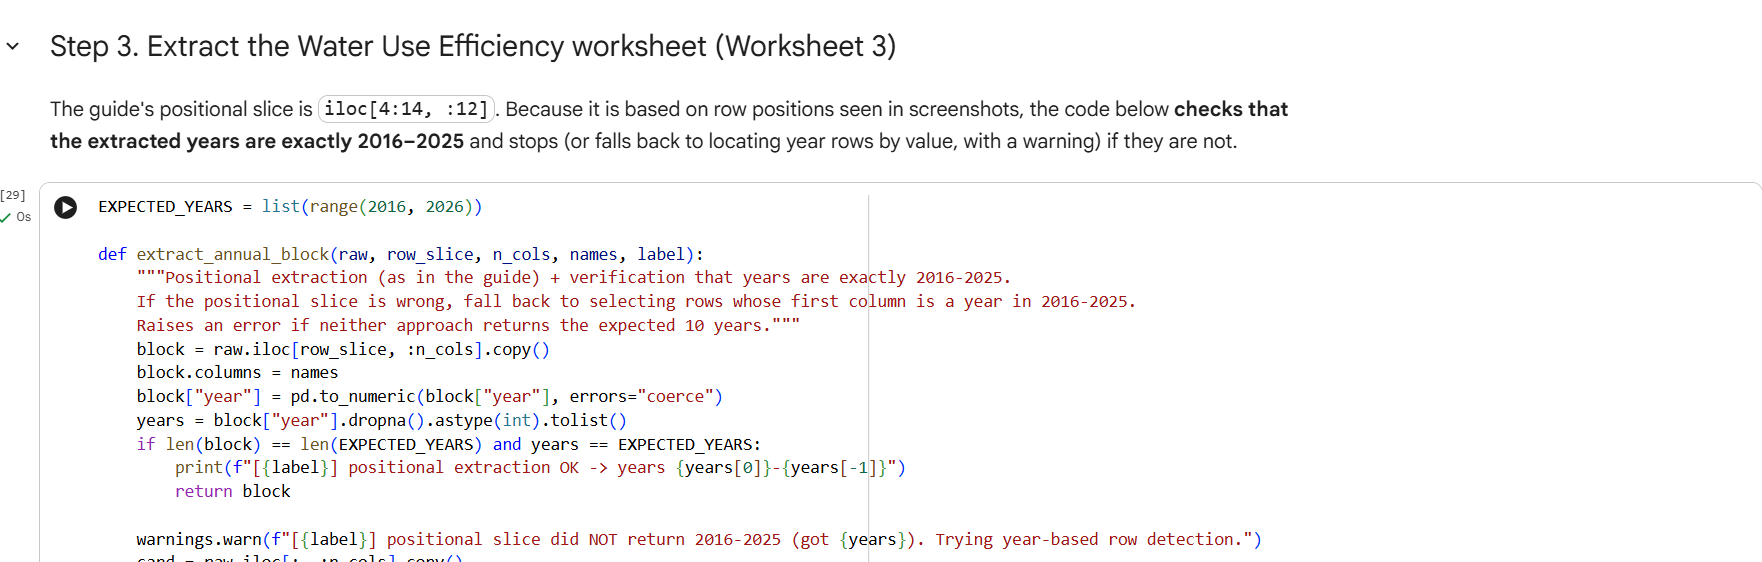 Step 3. Extract the Water Use Efficiency worksheet (Worksheet 3)
The guide's positional slice is iloc[4:14, :12]. Because it is based on row positions seen in screenshots, the code below checks that
the extracted years are exactly 2016–2025 and stops (or falls back to locating year rows by value, with a warning) if they are not.
[29]
0s
EXPECTED_YEARS = list(range(2016, 2026))
def extract_annual_block(raw, row_slice, n_cols, names, label):
"""Positional extraction (as in the guide) + verification that years are exactly 2016-2025.
If the positional slice is wrong, fall back to selecting rows whose first column is a year in 2016-2025.
Raises an error if neither approach returns the expected 10 years."""
block = raw.iloc[row_slice, :n_cols].copy()
block.columns = names
block["year"] = pd.to_numeric(block["year"], errors="coerce")
years = block["year"].dropna().astype(int).tolist()
if len(block) == len(EXPECTED_YEARS) and years == EXPECTED_YEARS:
print(f"[{label}] positional extraction OK -> years {years[0]}-{years[-1]}")
return block
warnings.warn(f"[{label}] positional slice did NOT return 2016-2025 (got {years}). Trying year-based row detection.")
cand = raw.iloc[:, :n_cols].copy()